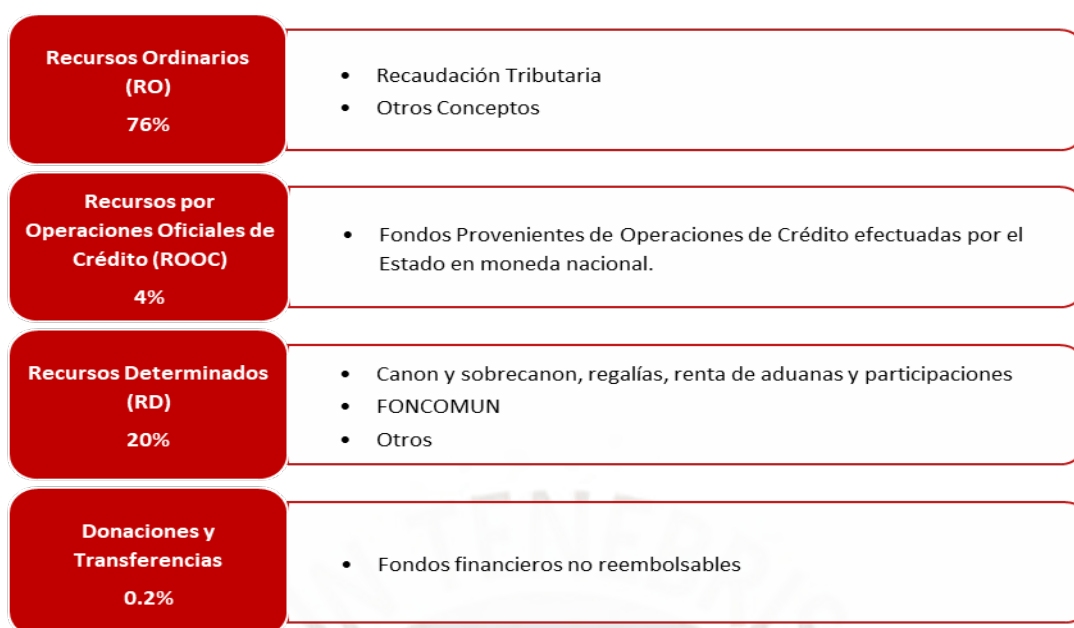 Recursos Ordinarios
(RO)
76%
• Recaudación Tributaria
• Otros Conceptos
Recursos por
Operaciones Oficiales de
Crédito (ROOC)
4%
• Fondos Provenientes de Operaciones de Crédito efectuadas por el
Estado en moneda nacional.
Recursos Determinados
(RD)
20%
• Canon y sobrecanon, regalías, renta de aduanas y participaciones
• FONCOMUN
• Otros
Donaciones y
Transferencias
0.2%
• Fondos financieros no reembolsables
TENEBRIS